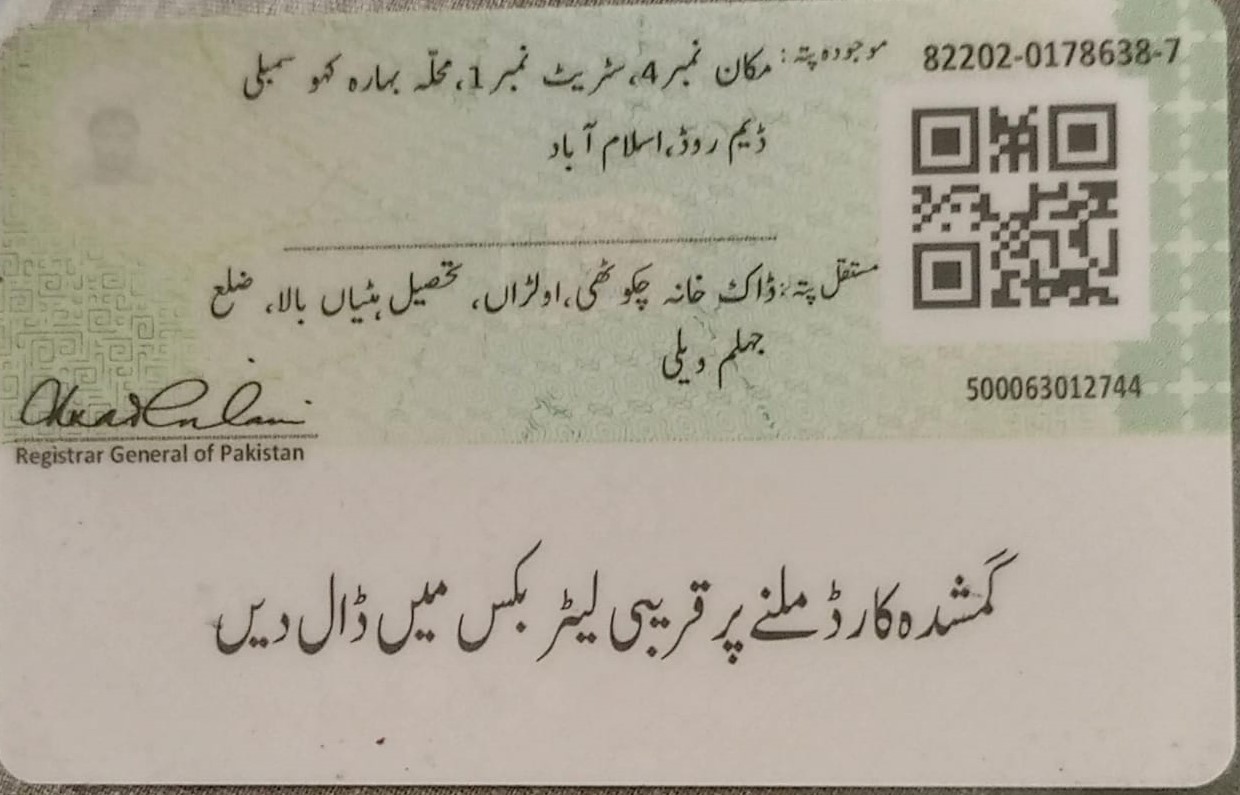 82202-0178638-7
موجودہ پتہ: مکان نمبر 4، سٹریٹ نمبر 1، محلّہ بہارہ کہو سمبلی
ڈیم روڈ، اسلام آباد
مستقل پتہ: ڈاک خانہ چکوٹھی، اولڑاں، تحصیل ہٹیاں بالا، ضلع
جہلم ویلی
500063012744
Registrar General of Pakistan
گمشدہ کارڈ ملنے پر قریبی لیٹر بکس میں ڈال دیں